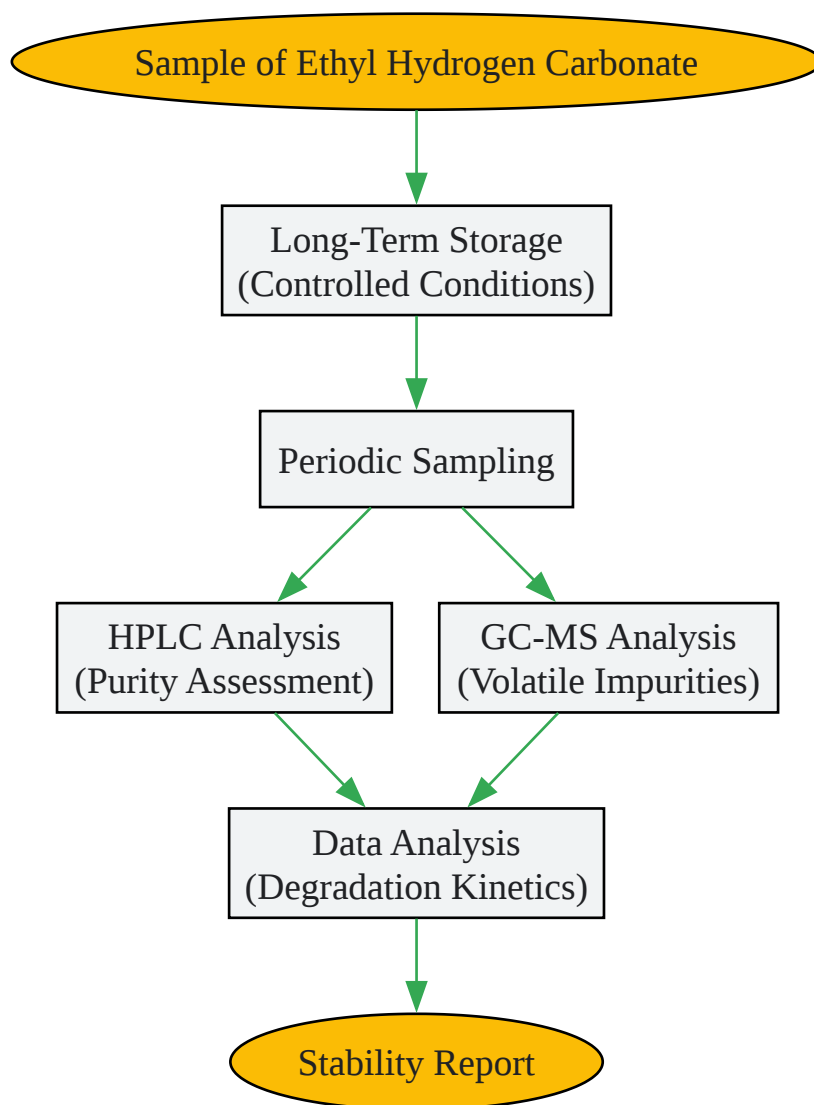 Sample of Ethyl Hydrogen Carbonate
Long-Term Storage
(Controlled Conditions)
Periodic Sampling
HPLC Analysis
(Purity Assessment)
GC-MS Analysis
(Volatile Impurities)
Data Analysis
(Degradation Kinetics)
Stability Report